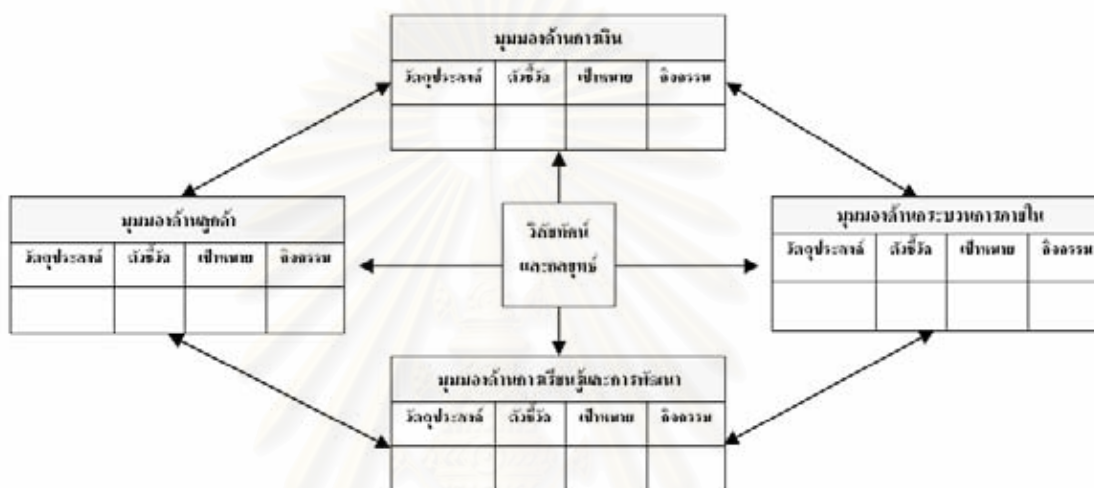 มุมมองด้านการเงิน
วัตถุประสงค์ ตัวชี้วัด เป้าหมาย กิจกรรม
มุมมองด้านลูกค้า
วัตถุประสงค์ ตัวชี้วัด เป้าหมาย กิจกรรม
วิสัยทัศน์
และกลยุทธ์
มุมมองด้านกระบวนการภายใน
วัตถุประสงค์ ตัวชี้วัด เป้าหมาย กิจกรรม
มุมมองด้านการเรียนรู้และการพัฒนา
วัตถุประสงค์ ตัวชี้วัด เป้าหมาย กิจกรรม